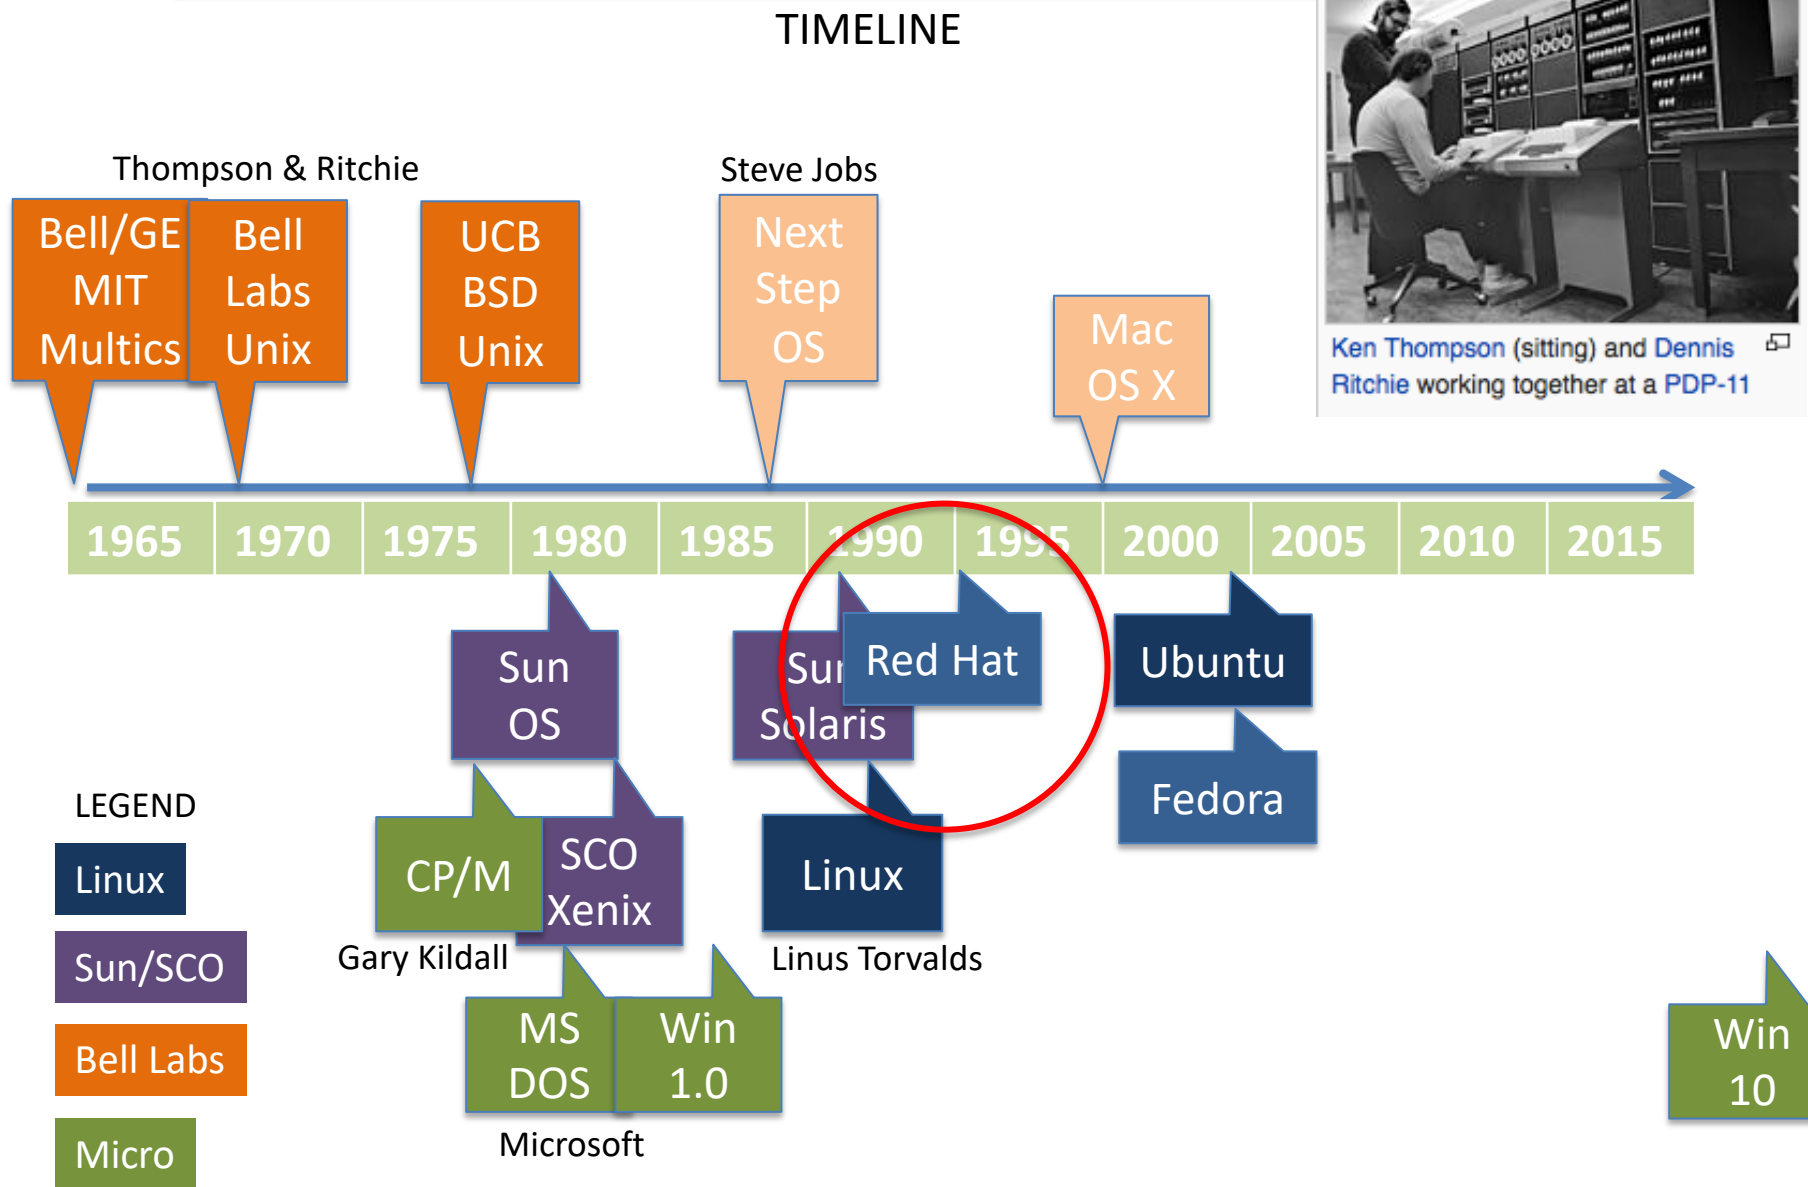 TIMELINE
Thompson & Ritchie
Steve Jobs
Bell/GE
MIT
Multics
Bell
Labs
Unix
UCB
BSD
Unix
Next
Step
OS
Mac
OS X
Ken Thompson (sitting) and Dennis
Ritchie working together at a PDP-11
1965 1970 1975 1980 1985 1990 1995 2000 2005 2010 2015
Sun
OS
Sun
Solaris
Red Hat
Ubuntu
Fedora
CP/M
Gary Kildall
SCO
Xenix
Linux
Linus Torvalds
MS
DOS
Microsoft
Win
1.0
Win
10
LEGEND
Linux
Sun/SCO
Bell Labs
Micro